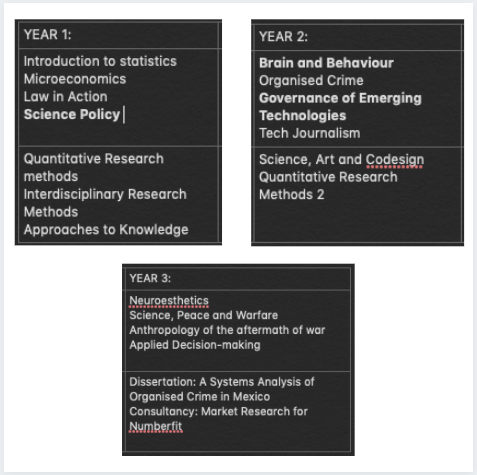 YEAR 1:
Introduction to statistics
Microeconomics
Law in Action
Science Policy
Quantitative Research
methods
Interdisciplinary Research
Methods
Approaches to Knowledge
YEAR 2:
Brain and Behaviour
Organised Crime
Governance of Emerging
Technologies
Tech Journalism
Science, Art and Codesign
Quantitative Research
Methods 2
YEAR 3:
Neuroesthetics
Science, Peace and Warfare
Anthropology of the aftermath of war
Applied Decision-making
Dissertation: A Systems Analysis of
Organised Crime in Mexico
Consultancy: Market Research for
Numberfit